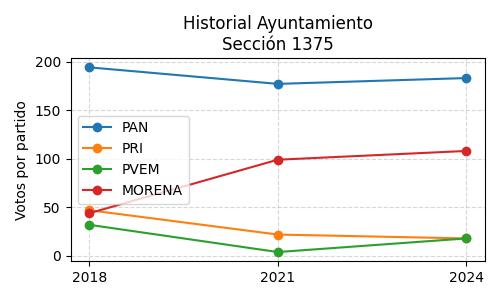 Historial Ayuntamiento
Sección 1375
Votos por partido
200
150
100
50
0
PAN
PRI
PVEM
MORENA
2018 2021 2024